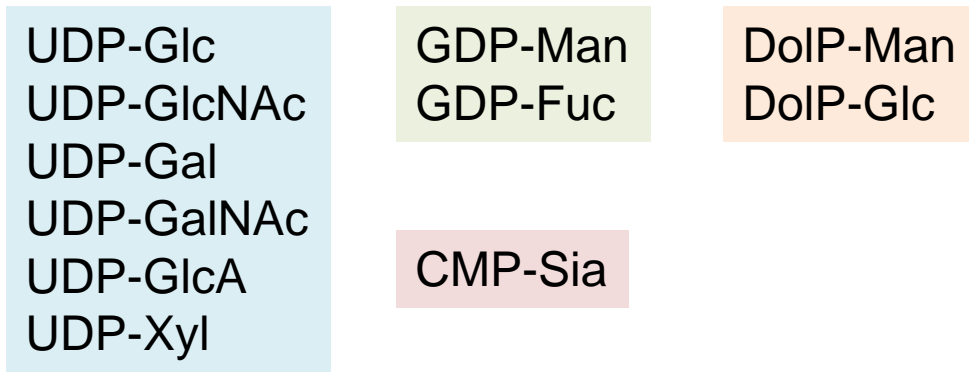 UDP-Glc
UDP-GlcNAc
UDP-Gal
UDP-GalNAc
UDP-GlcA
UDP-Xyl
GDP-Man
GDP-Fuc
CMP-Sia
DolP-Man
DolP-Glc